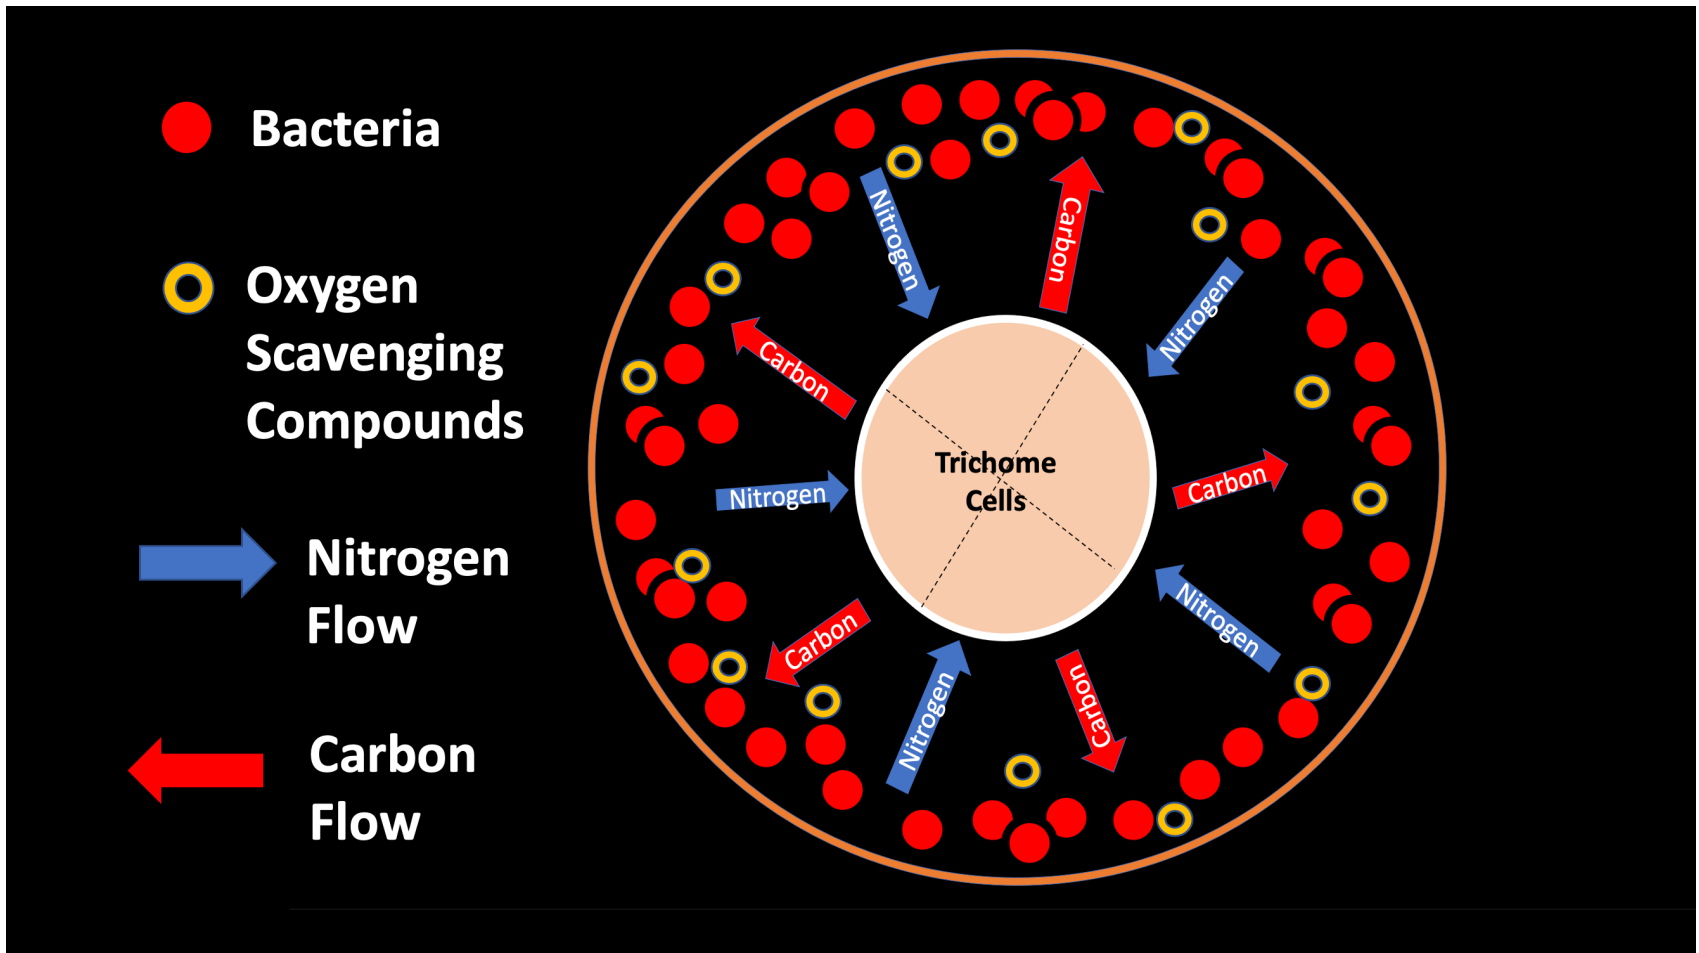 Bacteria
Oxygen
Scavenging
Compounds
Nitrogen
Flow
Carbon
Flow
Nitrogen
Carbon
Nitrogen
Carbon
Trichome
Cells
Carbon
Nitrogen
Nitrogen
Carbon
Carbon
Nitrogen